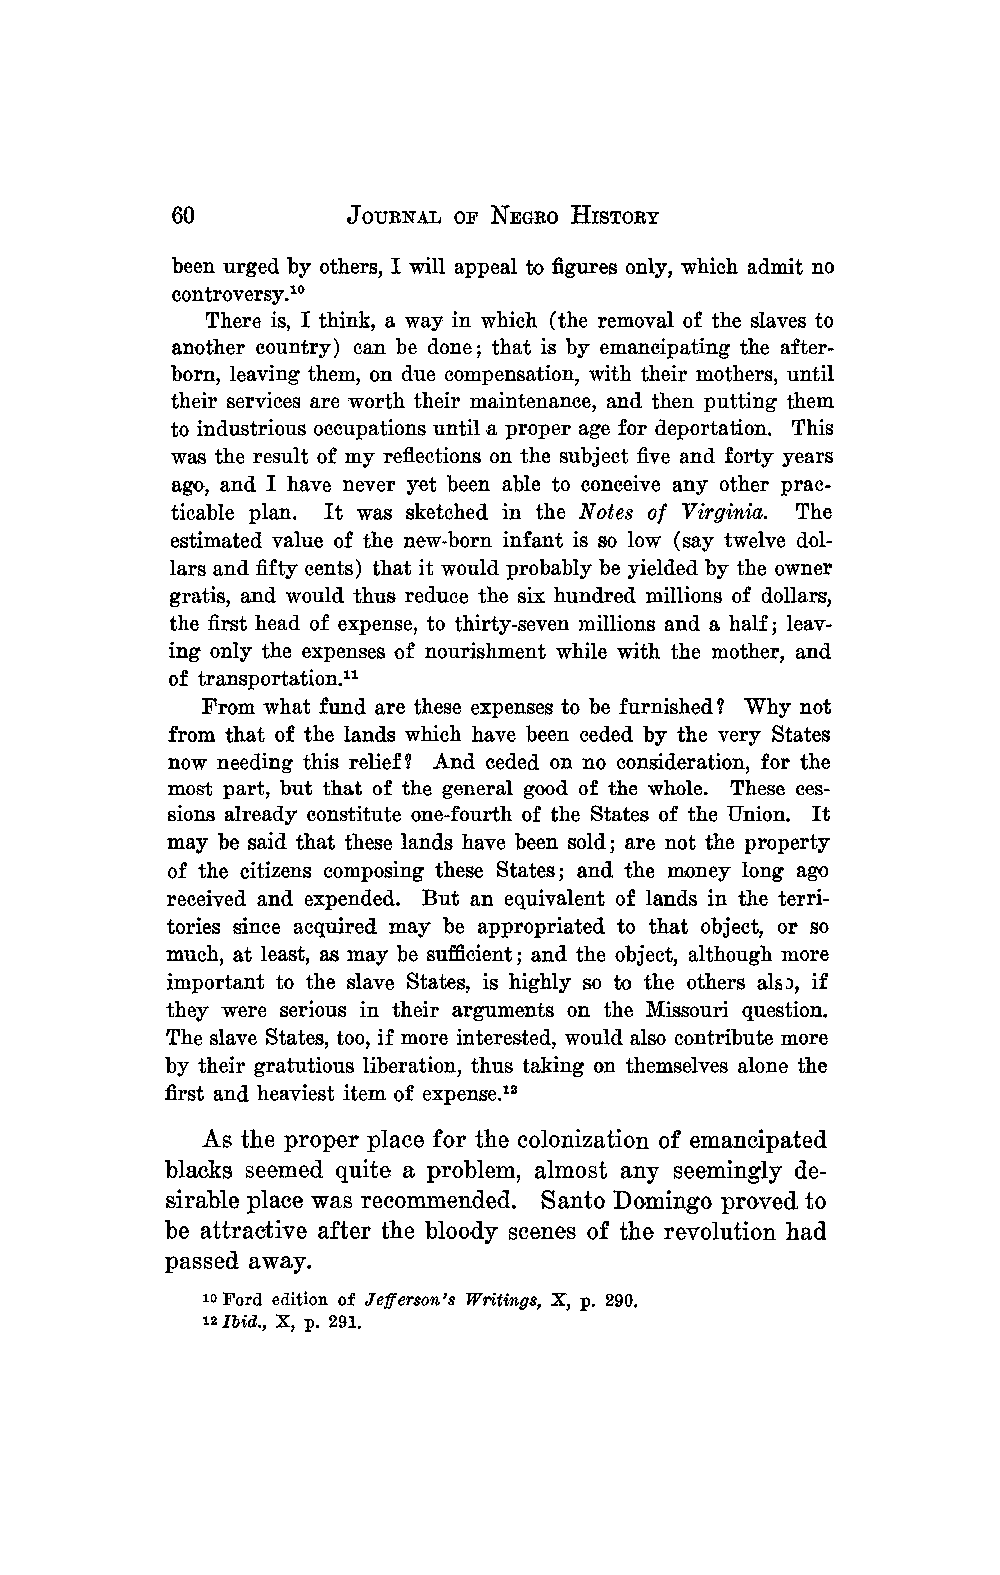 60 JOURNAL OF NEGRO HISTORY
been urged by others, I will appeal to figures only, which admit no
controversy.¹⁰
There is, I think, a way in which (the removal of the slaves to
another country) can be done; that is by emancipating the after-
born, leaving them, on due compensation, with their mothers, until
their services are worth their maintenance, and then putting them
to industrious occupations until a proper age for deportation. This
was the result of my reflections on the subject five and forty years
ago, and I have never yet been able to conceive any other prac-
ticable plan. It was sketched in the Notes of Virginia. The
estimated value of the new-born infant is so low (say twelve dol-
lars and fifty cents) that it would probably be yielded by the owner
gratis, and would thus reduce the six hundred millions of dollars,
the first head of expense, to thirty-seven millions and a half; leav-
ing only the expenses of nourishment while with the mother, and
of transportation.¹¹
From what fund are these expenses to be furnished? Why not
from that of the lands which have been ceded by the very States
now needing this relief? And ceded on no consideration, for the
most part, but that of the general good of the whole. These ces-
sions already constitute one-fourth of the States of the Union. It
may be said that these lands have been sold; are not the property
of the citizens composing these States; and the money long ago
received and expended. But an equivalent of lands in the terri-
tories since acquired may be appropriated to that object, or so
much, at least, as may be sufficient; and the object, although more
important to the slave States, is highly so to the others also, if
they were serious in their arguments on the Missouri question.
The slave States, too, if more interested, would also contribute more
by their gratutious liberation, thus taking on themselves alone the
first and heaviest item of expense.¹²
As the proper place for the colonization of emancipated
blacks seemed quite a problem, almost any seemingly de-
sirable place was recommended. Santo Domingo proved to
be attractive after the bloody scenes of the revolution had
passed away.
¹⁰ Ford edition of Jefferson's Writings, X, p. 290.
¹² Ibid., X, p. 291.